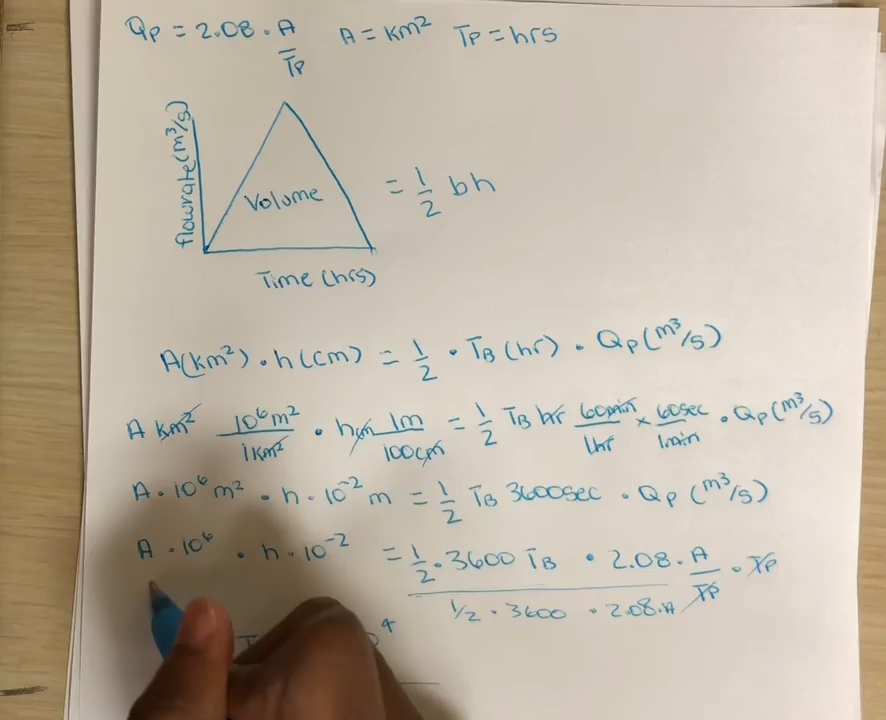 Qp = 2.08 · A/Tp A = km² Tp = hrs
flowrate (m³/s)
Volume
= 1/2 bh
Time (hrs)
A(km²) · h(cm) = 1/2 · TB (hr) · Qp (m³/s)
A km² 10⁶m²/1km² · h cm 1m/100cm = 1/2 TB hr 60min/1hr × 60sec/1min · Qp (m³/s)
A · 10⁶ m² · h · 10⁻² m = 1/2 TB 3600sec · Qp (m³/s)
A · 10⁶ · h · 10⁻² = 1/2 · 3600 TB · 2.08 · A/Tp · Tp
1/2 · 3600 · 2.08 · A